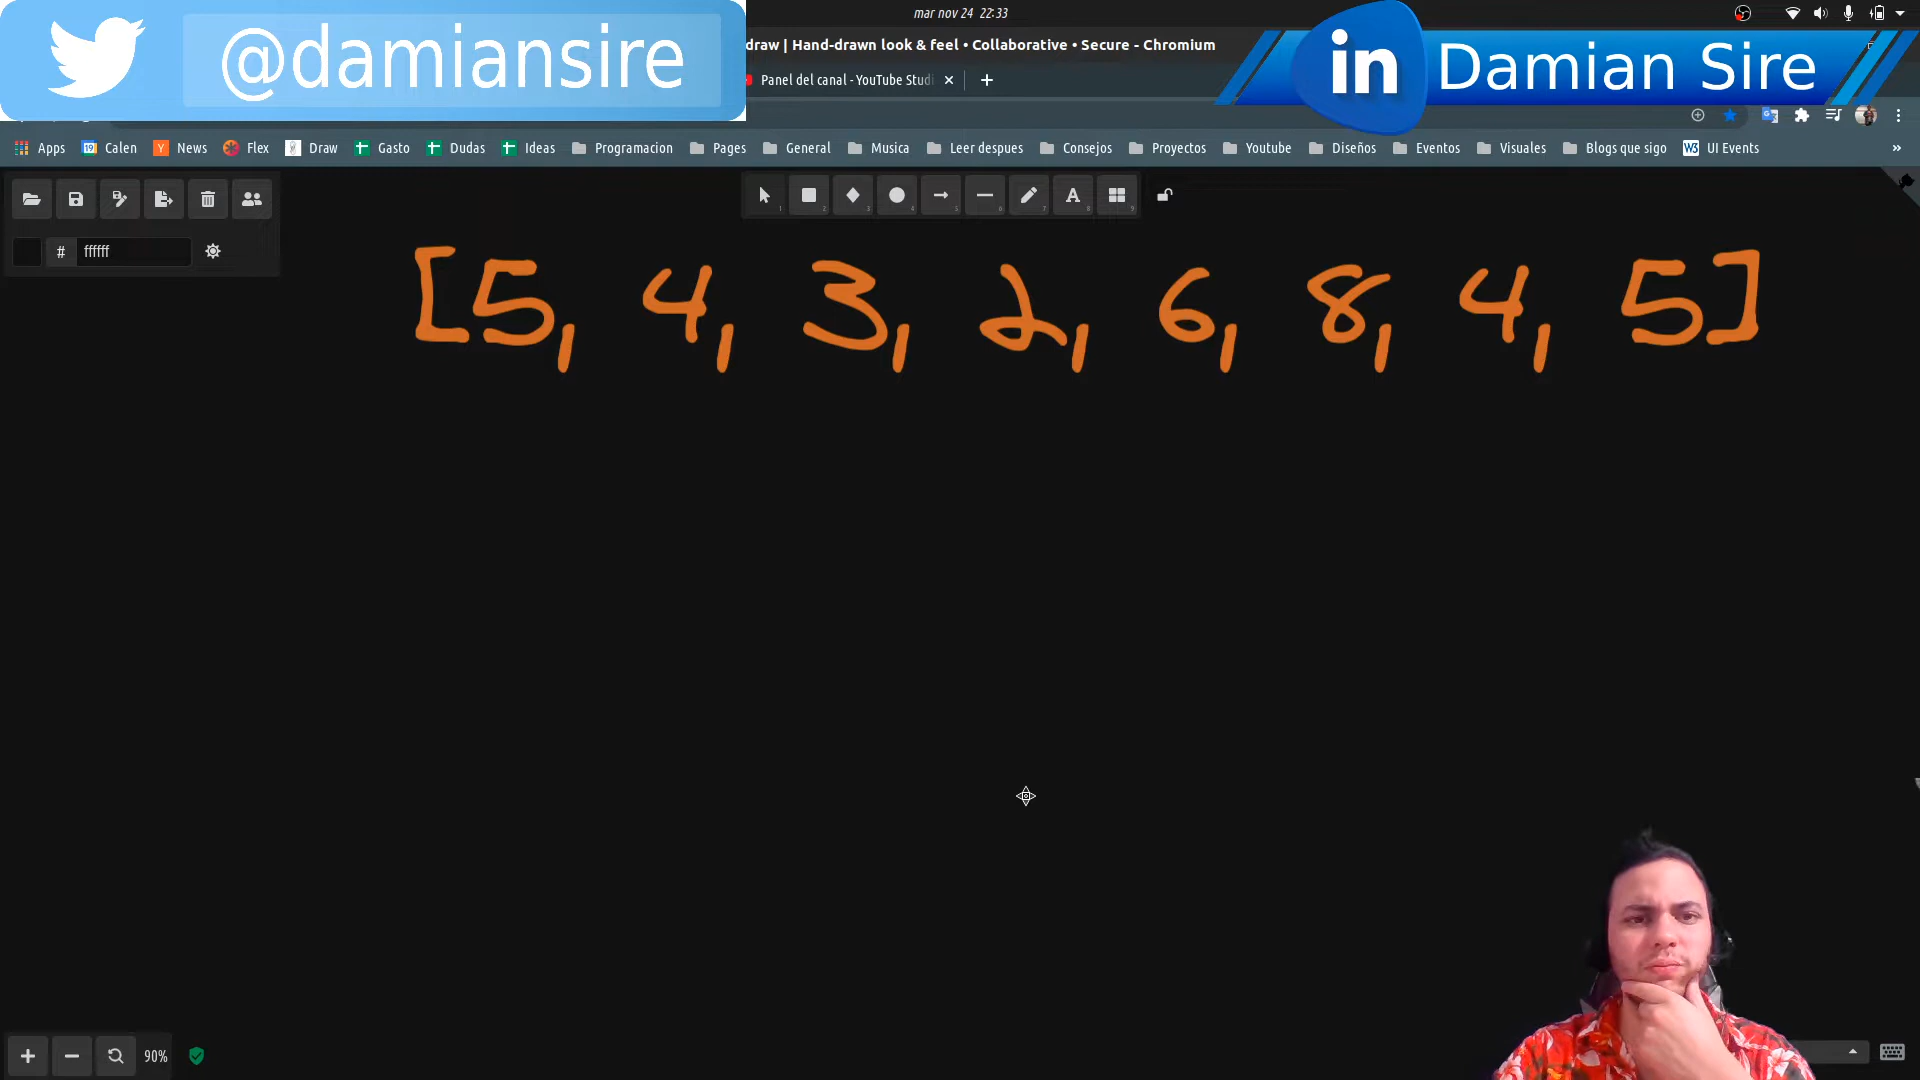 @damiansire
mar nov 24 22:33
draw | Hand-drawn look & feel • Collaborative • Secure - Chromium
in Damian Sire
Panel del canal - YouTube Studi
Apps 19 Calen Y News Flex Draw Gasto Dudas Ideas Programacion Pages General Musica Leer despues Consejos Proyectos Youtube Diseños Eventos Visuales Blogs que sigo W3 UI Events »
A
# ffffff
[5, 4, 3, 2, 6, 8, 4, 5]
90%